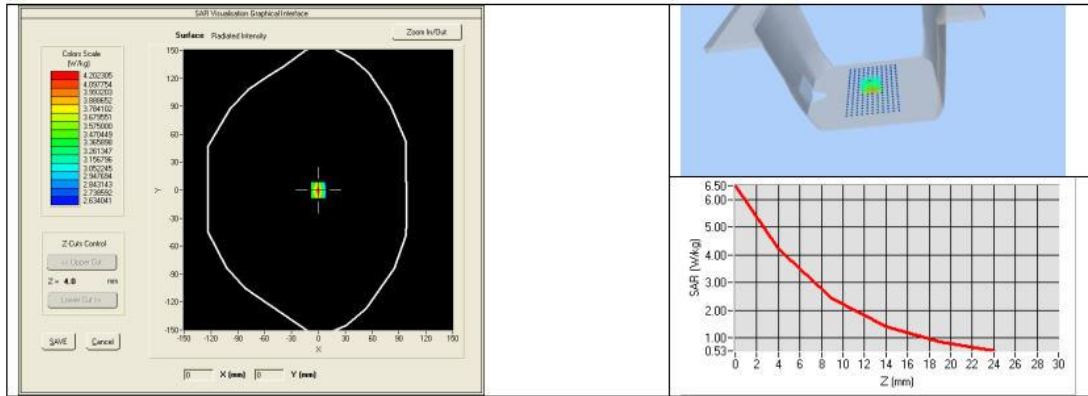 SAR Visualisation Graphical Interface
Surface Radiated Intensity
Zoom In/Out
Colors Scale
(W/kg)
4.202305
4.097754
3.993203
3.888652
3.784102
3.679551
3.575000
3.470449
3.365898
3.261347
3.156796
3.052245
2.947694
2.843143
2.738592
2.634041
Z-Cuts Control
<< Upper Cut
Z = 4.0 mm
Lower Cut >>
SAVE Cancel
150
120
90
60
30
0
-30
-60
-90
-120
-150
Y
-150 -120 -90 -60 -30 0 30 60 90 120 150
X
0 X (mm) 0 Y (mm)
6.50
6.00
5.00
4.00
3.00
2.00
1.00
0.53
SAR (W/kg)
0 2 4 6 8 10 12 14 16 18 20 22 24 26 28 30
Z (mm)